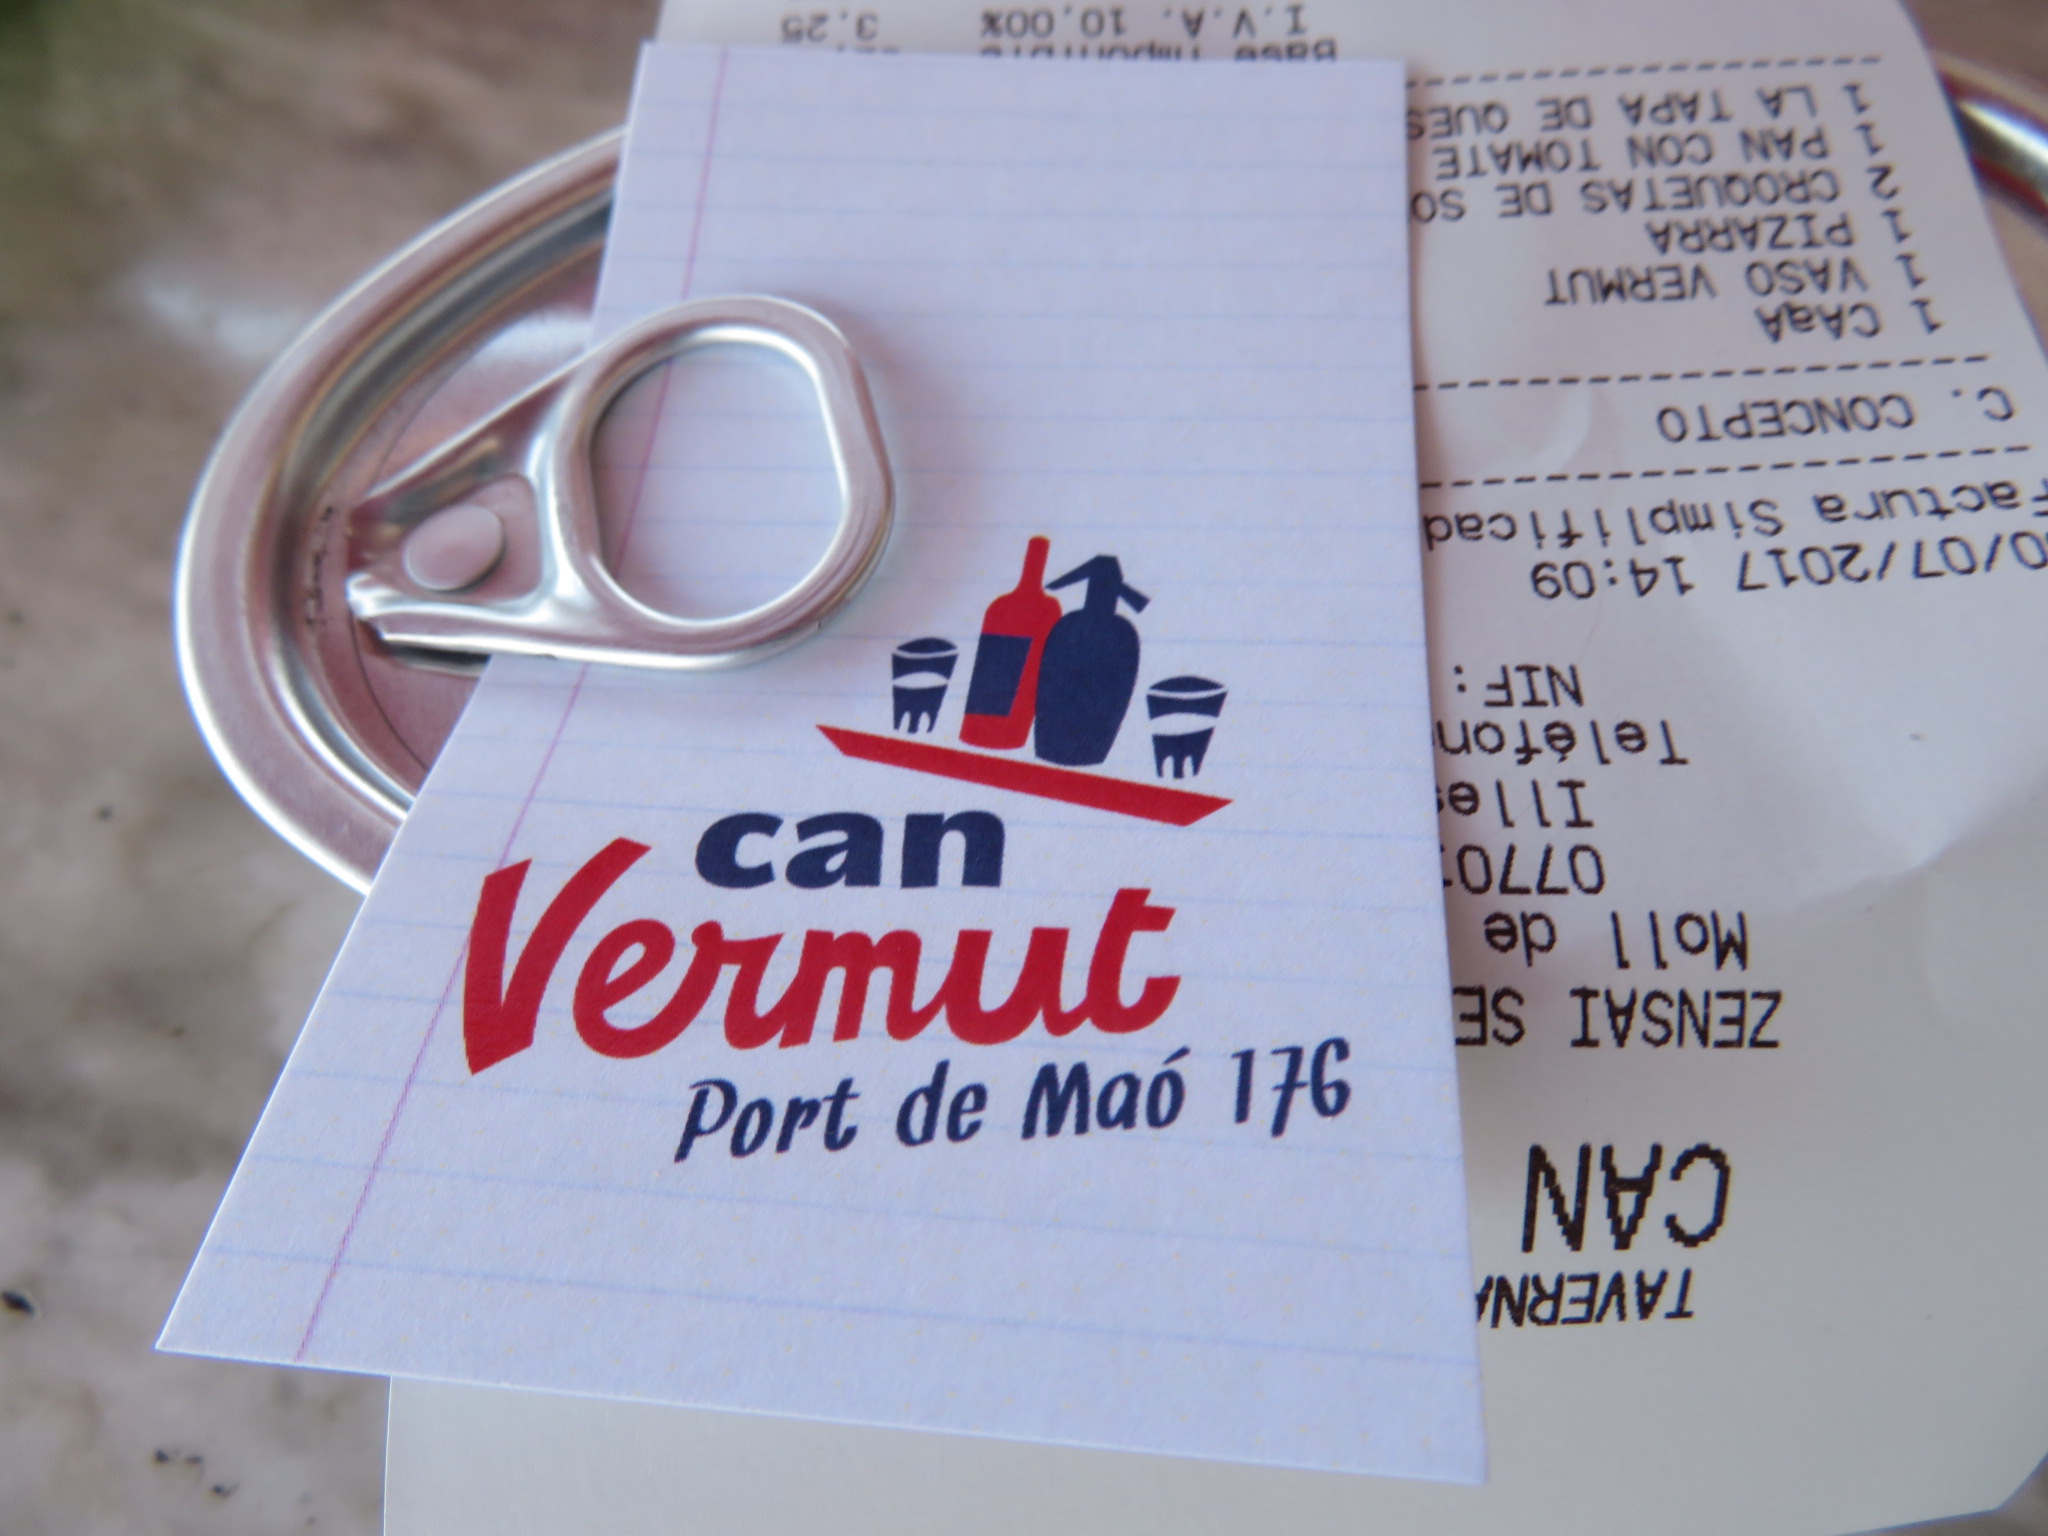 can
Vermut
Port de Maó 176
TAVERNA
CAN
ZENSAI SE
Moll de
0770
Illes
Teléfon
NIF:
0/07/2017 14:09
Factura Simplificad
C. CONCEPTO
1 CAñA
1 VASO VERMUT
1 PIZARRA
2 CROQUETAS DE SO
1 PAN CON TOMATE
1 LA TAPA DE QUES
Base Imponible
I.V.A. 10,00% 3.25